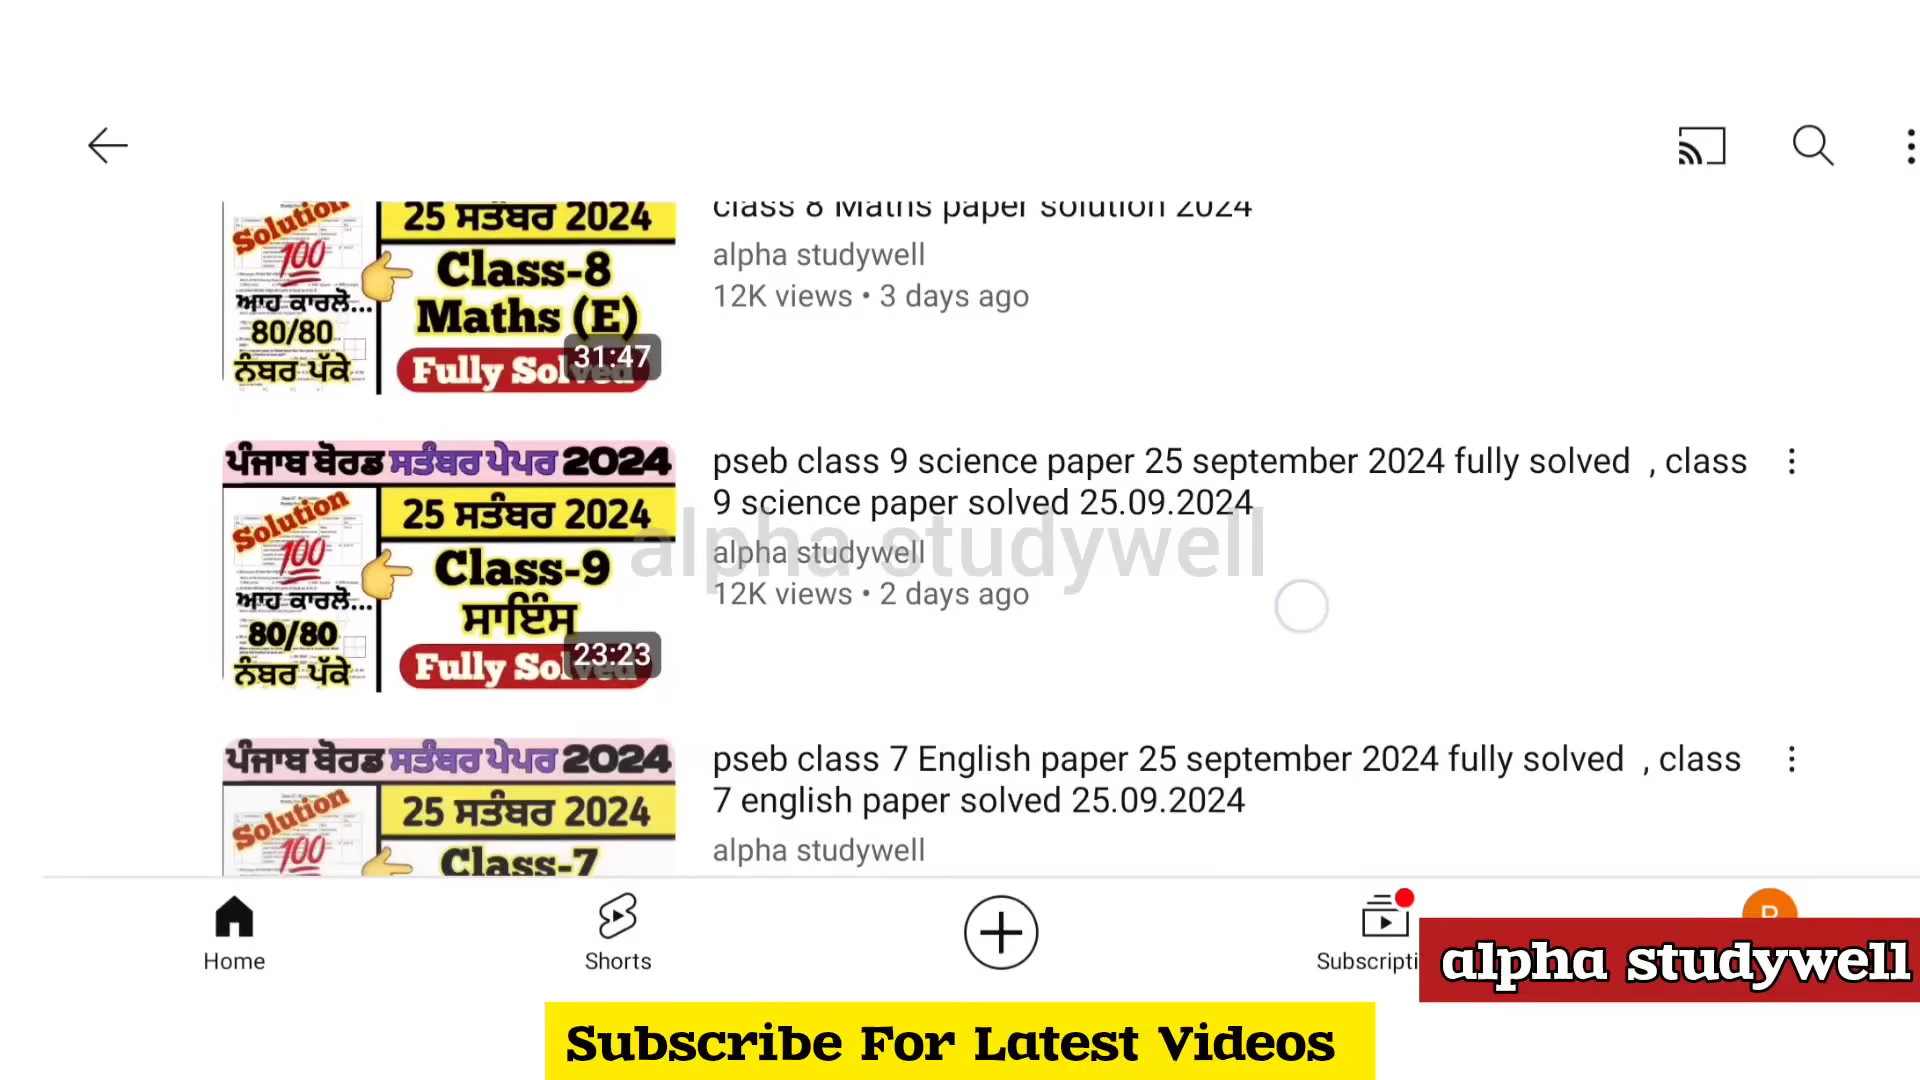 Solution
100
ਆਹ ਕਾਰਲੋ...
80/80
ਨੰਬਰ ਪੱਕੇ
25 ਸਤੰਬਰ 2024
Class-8
Maths (E)
Fully Solved
31:47
class 8 Maths paper solution 2024
alpha studywell
12K views • 3 days ago
ਪੰਜਾਬ ਬੋਰਡ ਸਤੰਬਰ ਪੇਪਰ 2024
Solution
100
ਆਹ ਕਾਰਲੋ...
80/80
ਨੰਬਰ ਪੱਕੇ
25 ਸਤੰਬਰ 2024
Class-9
ਸਾਇੰਸ
Fully Solved
23:23
pseb class 9 science paper 25 september 2024 fully solved , class
9 science paper solved 25.09.2024
alpha studywell
12K views • 2 days ago
alpha studywell
ਪੰਜਾਬ ਬੋਰਡ ਸਤੰਬਰ ਪੇਪਰ 2024
Solution
100
25 ਸਤੰਬਰ 2024
Class-7
pseb class 7 English paper 25 september 2024 fully solved , class
7 english paper solved 25.09.2024
alpha studywell
Home
Shorts
Subscripti
alpha studywell
Subscribe For Latest Videos